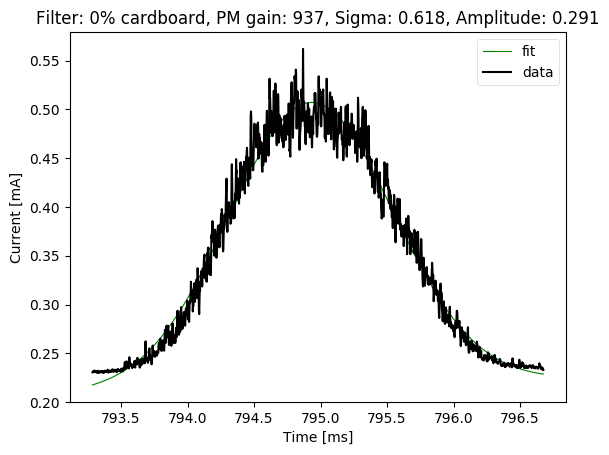 Filter: 0% cardboard, PM gain: 937, Sigma: 0.618, Amplitude: 0.291
fit
data
0.55
0.50
0.45
0.40
0.35
0.30
0.25
0.20
Current [mA]
793.5 794.0 794.5 795.0 795.5 796.0 796.5
Time [ms]